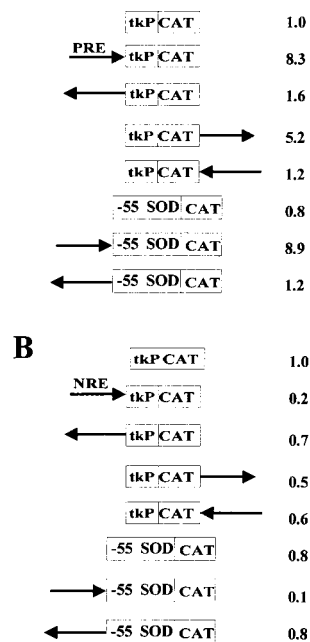 tkP CAT 1.0
PRE tkP CAT 8.3
tkP CAT 1.6
tkP CAT 5.2
tkP CAT 1.2
-55 SOD CAT 0.8
-55 SOD CAT 8.9
-55 SOD CAT 1.2
B
tkP CAT 1.0
NRE tkP CAT 0.2
tkP CAT 0.7
tkP CAT 0.5
tkP CAT 0.6
-55 SOD CAT 0.8
-55 SOD CAT 0.1
-55 SOD CAT 0.8